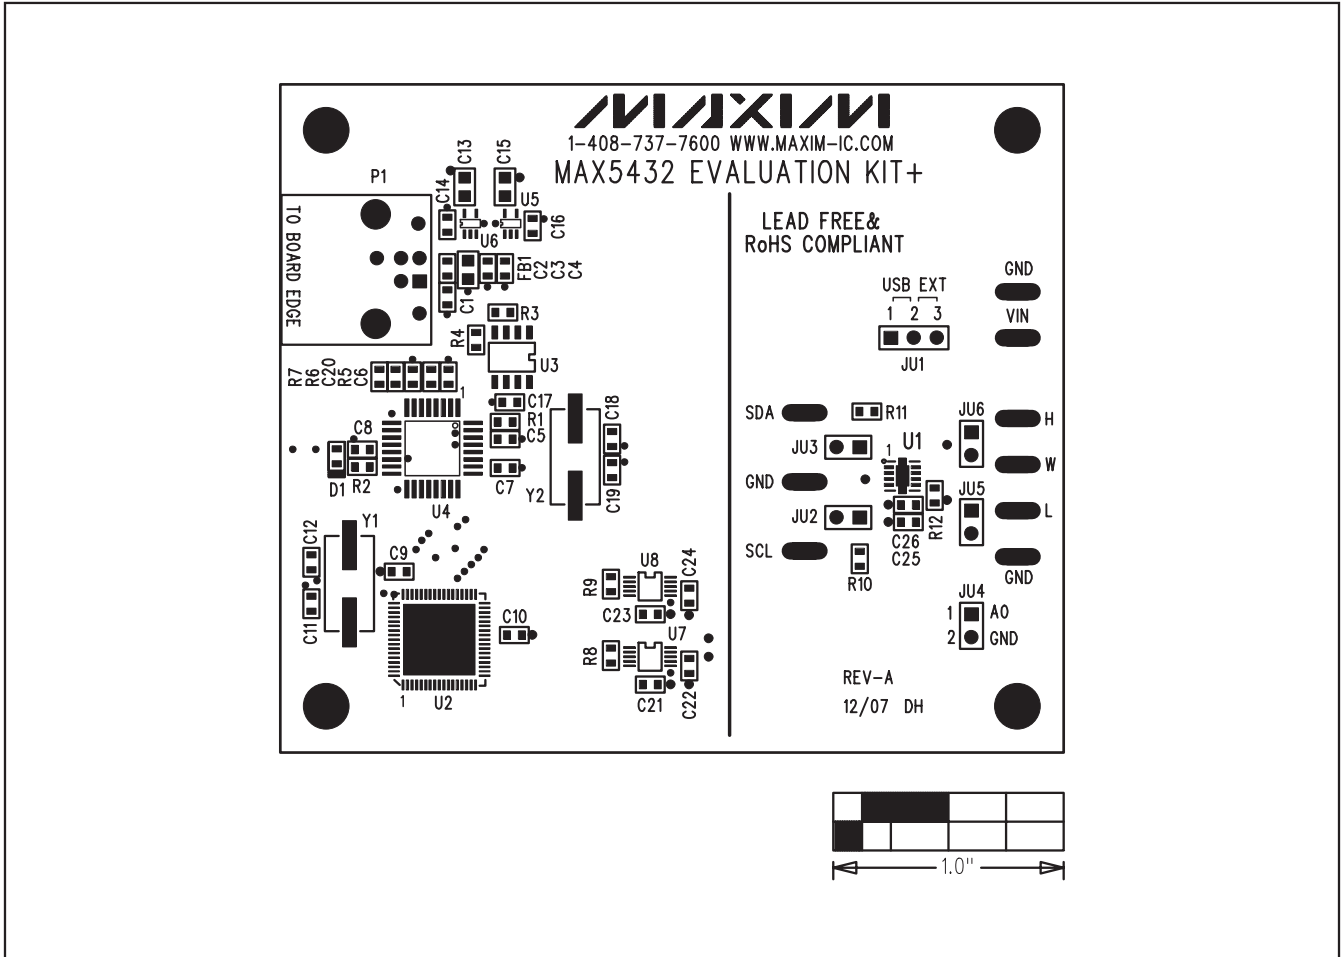 MAXIM
1-408-737-7600 WWW.MAXIM-IC.COM
MAX5432 EVALUATION KIT+
P1
TO BOARD EDGE
C14
C13
C15
U5
U6
C16
FB1
C2
C3
C4
C1
R3
R4
U3
R7
R6
C20
R5
C6
1
C17
R1
C5
C7
C8
R2
D1
U4
Y2
C18
C19
C12
Y1
C9
C11
C10
1
U2
U8
R9
C23
C24
U7
R8
C21
C22
LEAD FREE&
RoHS COMPLIANT
USB EXT
1 2 3
JU1
GND
VIN
SDA
R11
JU3
U1
1
GND
JU2
C26
C25
R12
SCL
R10
JU6
H
W
JU5
L
GND
JU4
1 A0
2 GND
REV-A
12/07 DH
1.0"